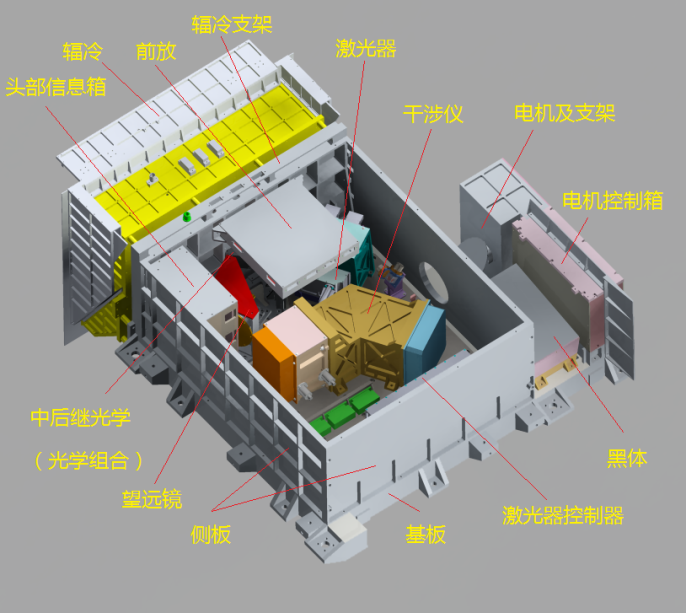 辐冷支架
辐冷
前放
激光器
头部信息箱
干涉仪
电机及支架
电机控制箱
中后继光学
（光学组合）
黑体
望远镜
激光器控制器
侧板
基板